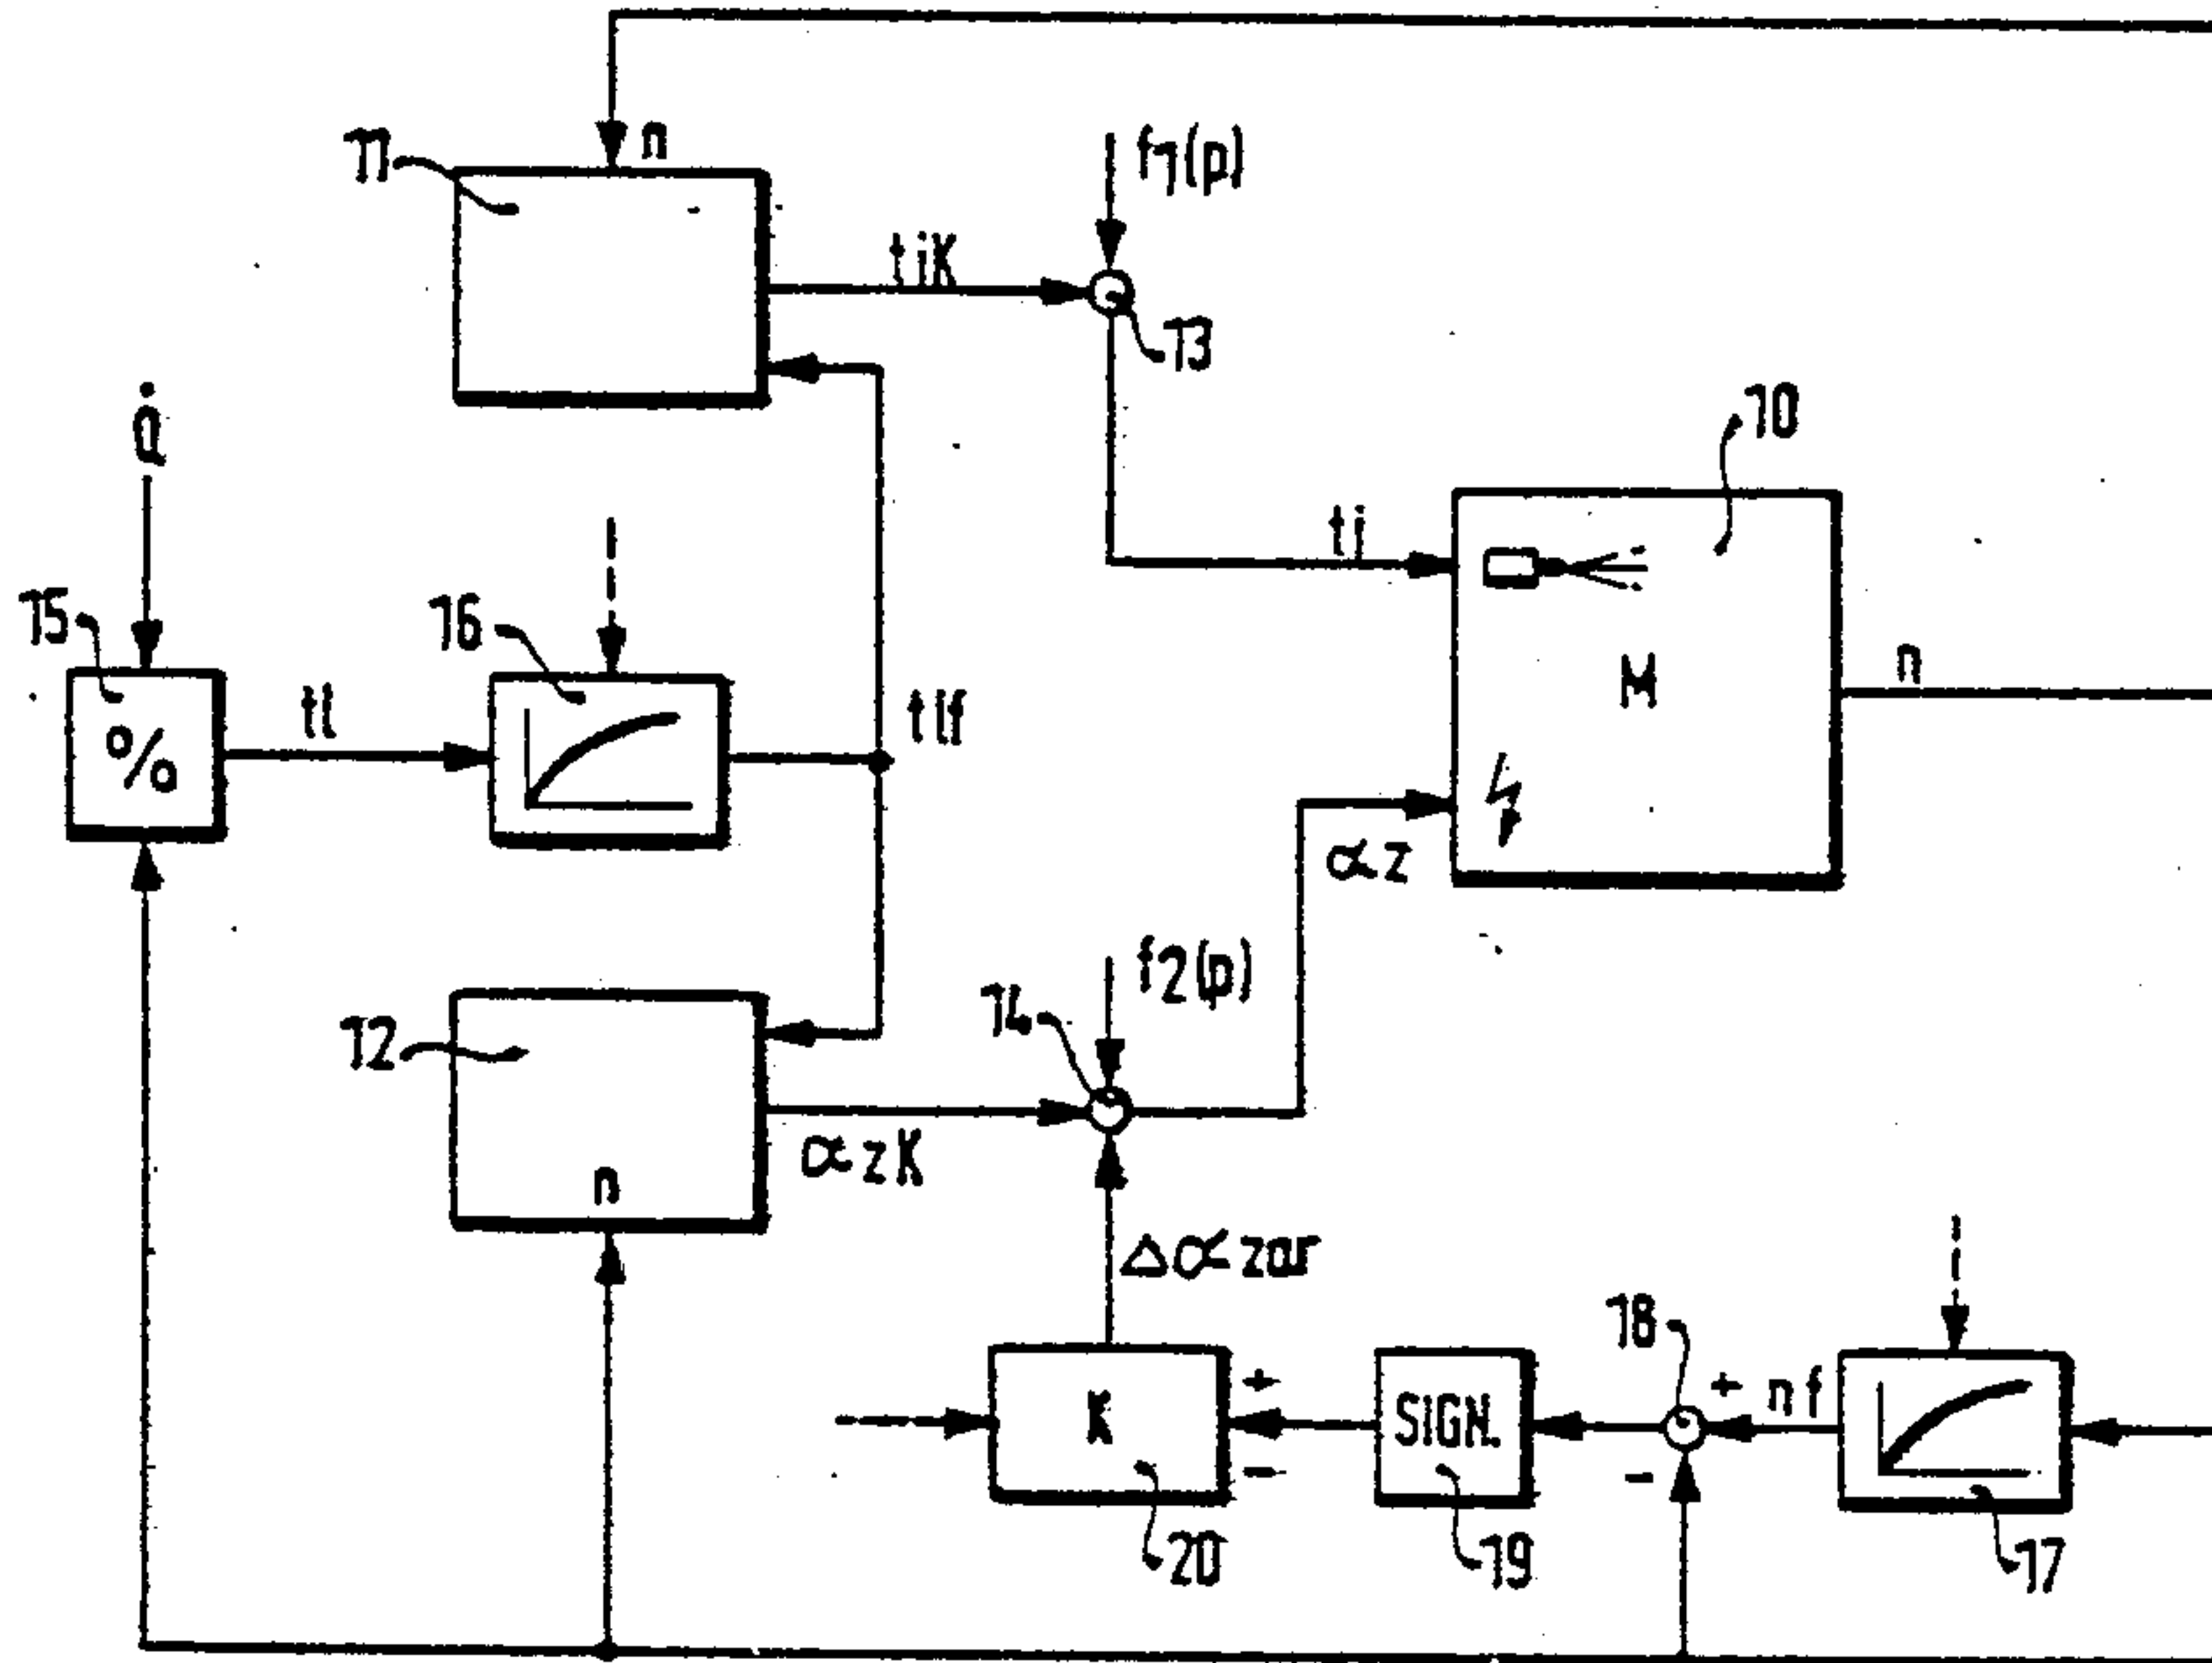 11
n
f1(p)
tiK
13
Q̇
10
ti
15
16
tl
tlf
M
n
%
αz
f2(p)
14
12
αzK
n
Δαzar
18
+
+ nf
K
SIGN.
-
-
20
19
17